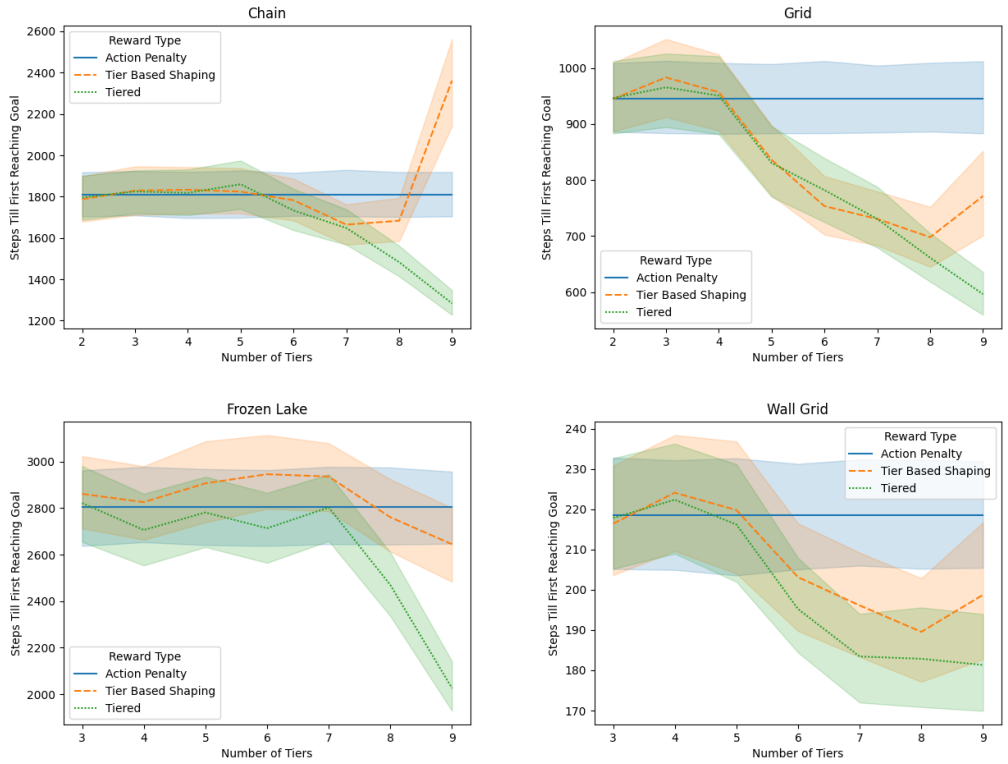 Chain
2600
2400
2200
2000
1800
1600
1400
1200
Steps Till First Reaching Goal
Reward Type
Action Penalty
Tier Based Shaping
Tiered
2 3 4 5 6 7 8 9
Number of Tiers
Grid
1000
900
800
700
600
Steps Till First Reaching Goal
Reward Type
Action Penalty
Tier Based Shaping
Tiered
2 3 4 5 6 7 8 9
Number of Tiers
Frozen Lake
3000
2800
2600
2400
2200
2000
Steps Till First Reaching Goal
Reward Type
Action Penalty
Tier Based Shaping
Tiered
3 4 5 6 7 8 9
Number of Tiers
Wall Grid
240
230
220
210
200
190
180
170
Steps Till First Reaching Goal
Reward Type
Action Penalty
Tier Based Shaping
Tiered
3 4 5 6 7 8 9
Number of Tiers